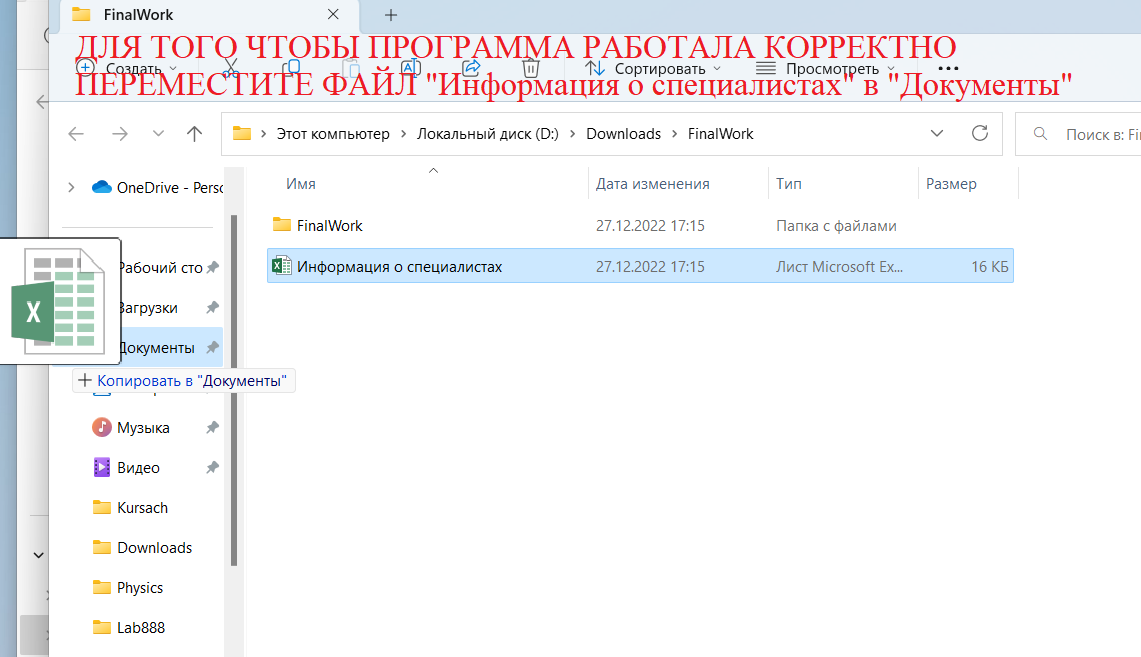 FinalWork
ДЛЯ ТОГО ЧТОБЫ ПРОГРАММА РАБОТАЛА КОРРЕКТНО
Создать Сортировать Просмотреть
ПЕРЕМЕСТИТЕ ФАЙЛ "Информация о специалистах" в "Документы"
Этот компьютер > Локальный диск (D:) > Downloads > FinalWork
Поиск в:
OneDrive -
Имя Дата изменения Тип Размер
FinalWork 27.12.2022 17:15 Папка с файлами
Информация о специалистах 27.12.2022 17:15 Лист Microsoft Ex... 16 КБ
Рабочий сто
Загрузки
Документы
+ Копировать в "Документы"
Музыка
Видео
Kursach
Downloads
Physics
Lab888
X